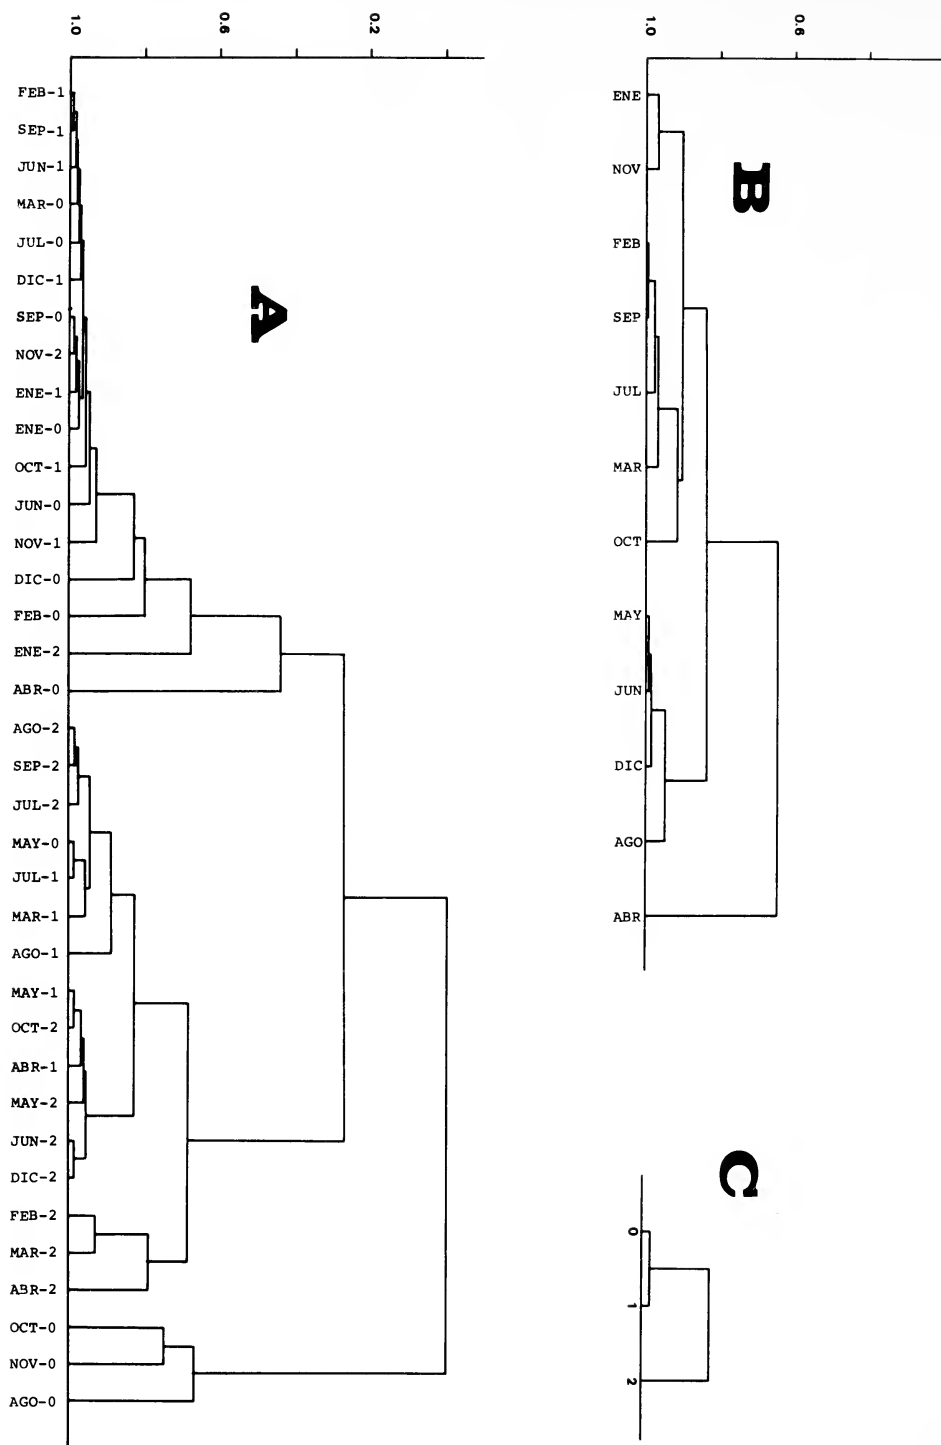 1.0
0.6
0.2
FEB-1
SEP-1
JUN-1
MAR-0
JUL-0
DIC-1
SEP-0
NOV-2
ENE-1
ENE-0
OCT-1
JUN-0
NOV-1
DIC-0
FEB-0
ENE-2
ABR-0
AGO-2
SEP-2
JUL-2
MAY-0
JUL-1
MAR-1
AGO-1
MAY-1
OCT-2
ABR-1
MAY-2
JUN-2
DIC-2
FEB-2
MAR-2
ABR-2
OCT-0
NOV-0
AGO-0
A
1.0
0.6
ENE
NOV
FEB
SEP
JUL
MAR
OCT
MAY
JUN
DIC
AGO
ABR
B
C
0
1
2